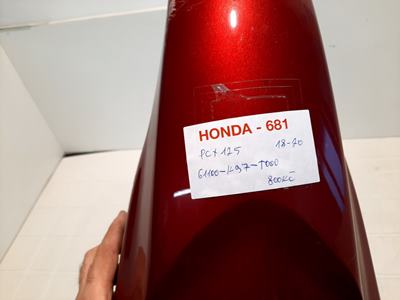 HONDA - 681
PCX 125 18-20
61100-K97-T000
800Kč